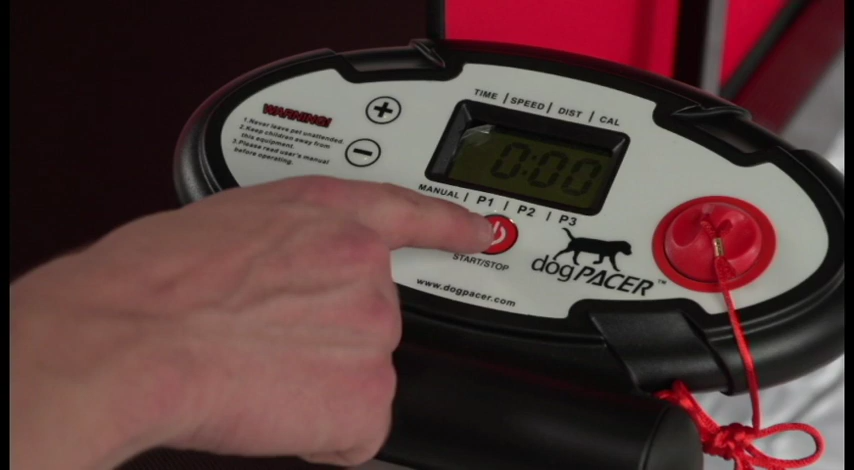 WARNING!
1.Never leave pet unattended.
2.Keep children away from
this equipment.
3.Please read user's manual
before operating.
+
−
TIME | SPEED | DIST | CAL
0:00
MANUAL | P1 | P2 | P3
START/STOP
dogPACER™
www.dogpacer.com